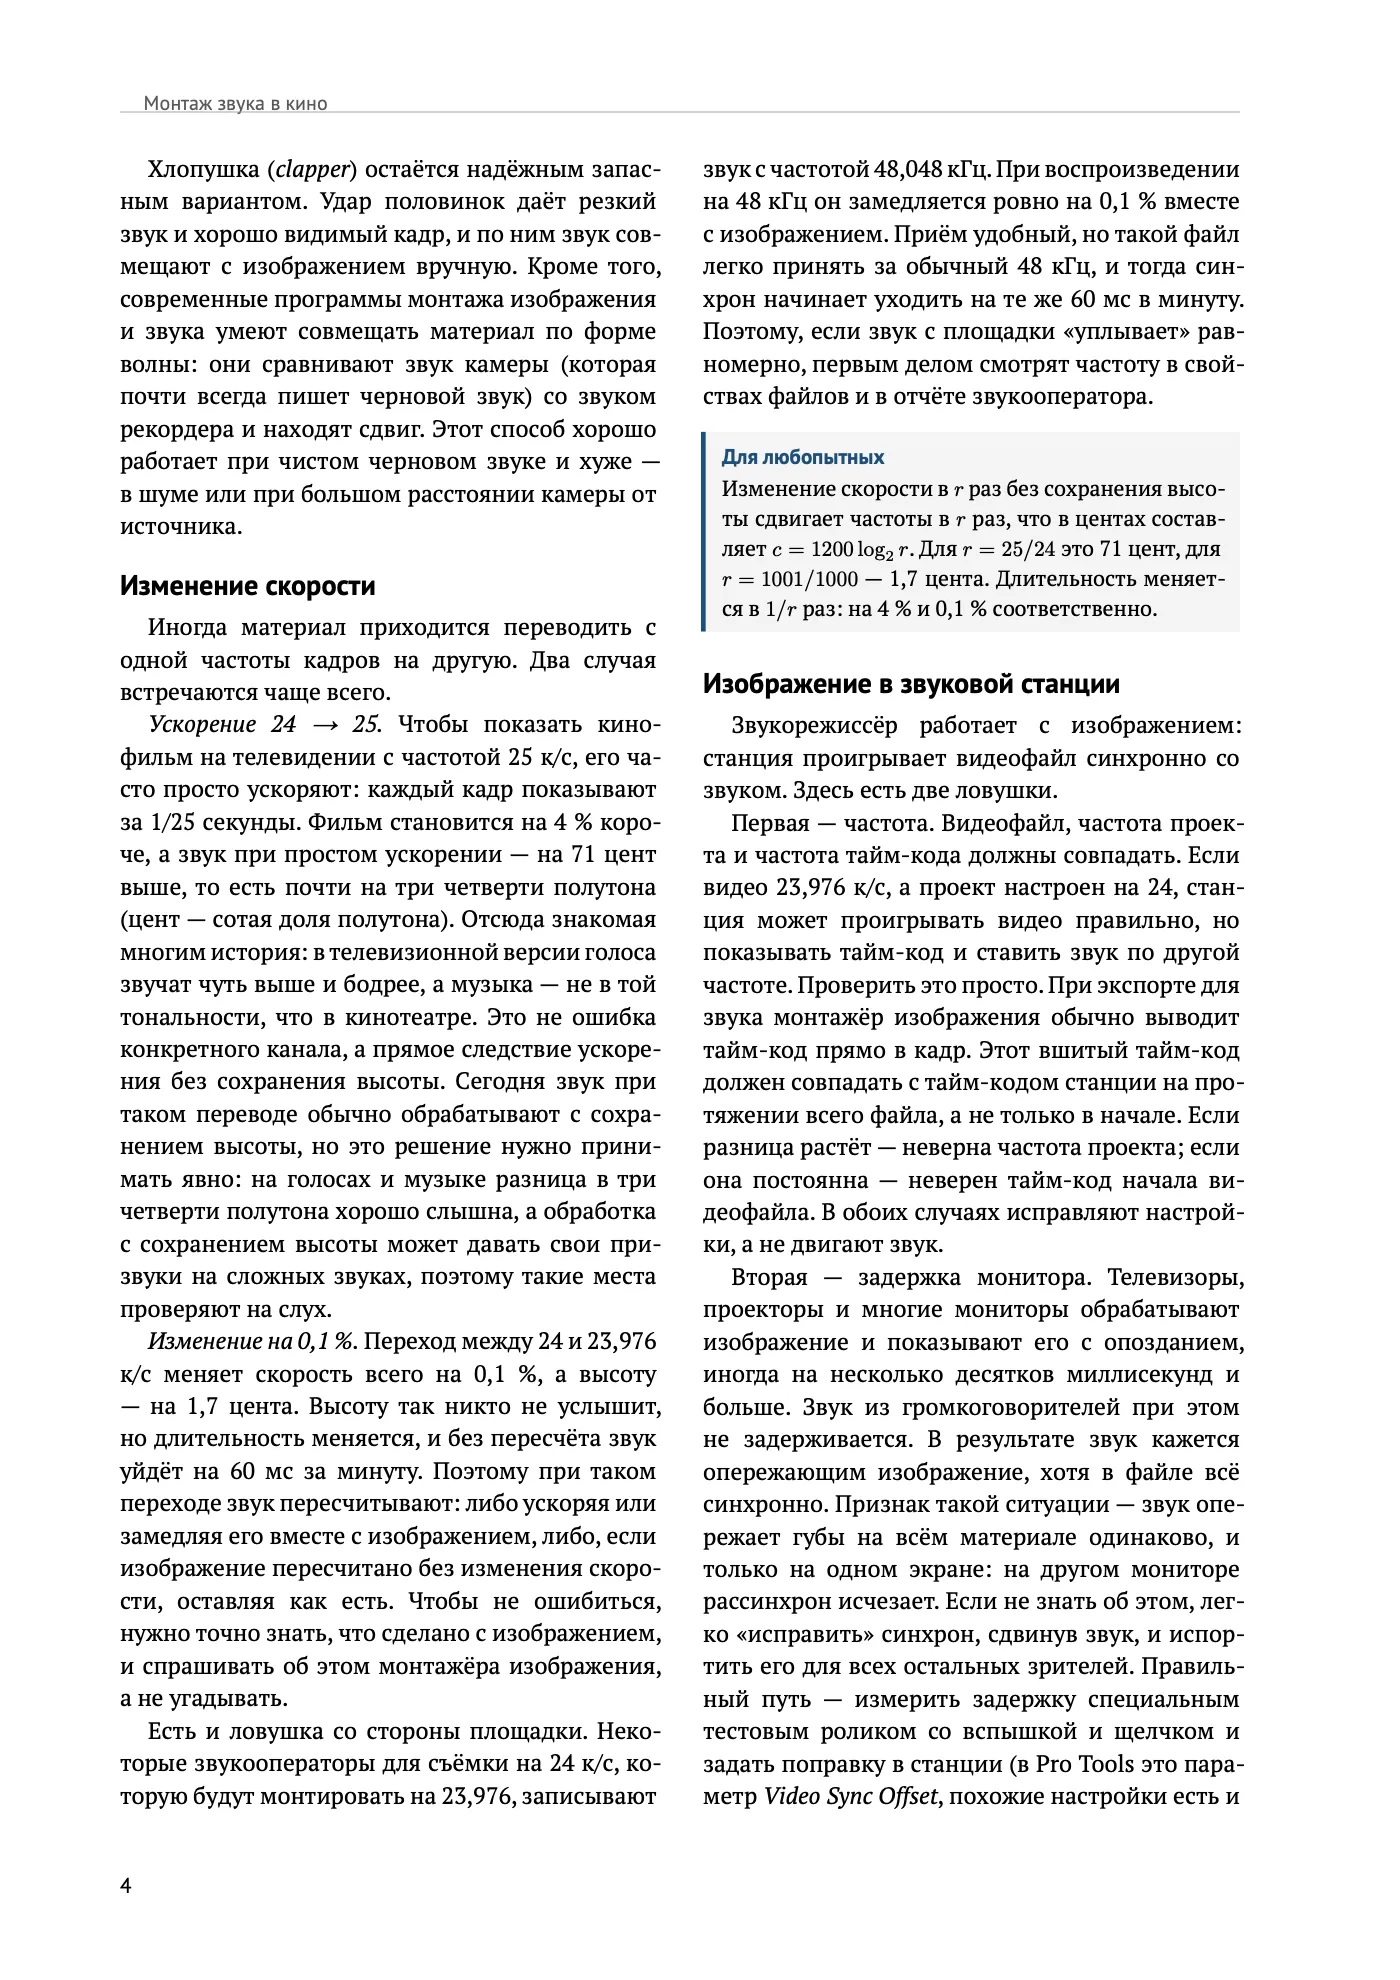 Монтаж звука в кино
Хлопушка (clapper) остаётся надёжным запас-
ным вариантом. Удар половинок даёт резкий
звук и хорошо видимый кадр, и по ним звук сов-
мещают с изображением вручную. Кроме того,
современные программы монтажа изображения
и звука умеют совмещать материал по форме
волны: они сравнивают звук камеры (которая
почти всегда пишет черновой звук) со звуком
рекордера и находят сдвиг. Этот способ хорошо
работает при чистом черновом звуке и хуже —
в шуме или при большом расстоянии камеры от
источника.
Изменение скорости
Иногда материал приходится переводить с
одной частоты кадров на другую. Два случая
встречаются чаще всего.
Ускорение 24 → 25. Чтобы показать кино-
фильм на телевидении с частотой 25 к/с, его ча-
сто просто ускоряют: каждый кадр показывают
за 1/25 секунды. Фильм становится на 4 % коро-
че, а звук при простом ускорении — на 71 цент
выше, то есть почти на три четверти полутона
(цент — сотая доля полутона). Отсюда знакомая
многим история: в телевизионной версии голоса
звучат чуть выше и бодрее, а музыка — не в той
тональности, что в кинотеатре. Это не ошибка
конкретного канала, а прямое следствие ускоре-
ния без сохранения высоты. Сегодня звук при
таком переводе обычно обрабатывают с сохра-
нением высоты, но это решение нужно прини-
мать явно: на голосах и музыке разница в три
четверти полутона хорошо слышна, а обработка
с сохранением высоты может давать свои при-
звуки на сложных звуках, поэтому такие места
проверяют на слух.
Изменение на 0,1 %. Переход между 24 и 23,976
к/с меняет скорость всего на 0,1 %, а высоту
— на 1,7 цента. Высоту так никто не услышит,
но длительность меняется, и без пересчёта звук
уйдёт на 60 мс за минуту. Поэтому при таком
переходе звук пересчитывают: либо ускоряя или
замедляя его вместе с изображением, либо, если
изображение пересчитано без изменения скоро-
сти, оставляя как есть. Чтобы не ошибиться,
нужно точно знать, что сделано с изображением,
и спрашивать об этом монтажёра изображения,
а не угадывать.
Есть и ловушка со стороны площадки. Неко-
торые звукооператоры для съёмки на 24 к/с, ко-
торую будут монтировать на 23,976, записывают
звук с частотой 48,048 кГц. При воспроизведении
на 48 кГц он замедляется ровно на 0,1 % вместе
с изображением. Приём удобный, но такой файл
легко принять за обычный 48 кГц, и тогда син-
хрон начинает уходить на те же 60 мс в минуту.
Поэтому, если звук с площадки «уплывает» рав-
номерно, первым делом смотрят частоту в свой-
ствах файлов и в отчёте звукооператора.
Для любопытных
Изменение скорости в r раз без сохранения высо-
ты сдвигает частоты в r раз, что в центах состав-
ляет c = 1200 log₂ r. Для r = 25/24 это 71 цент, для
r = 1001/1000 — 1,7 цента. Длительность меняет-
ся в 1/r раз: на 4 % и 0,1 % соответственно.
Изображение в звуковой станции
Звукорежиссёр работает с изображением:
станция проигрывает видеофайл синхронно со
звуком. Здесь есть две ловушки.
Первая — частота. Видеофайл, частота проек-
та и частота тайм-кода должны совпадать. Если
видео 23,976 к/с, а проект настроен на 24, стан-
ция может проигрывать видео правильно, но
показывать тайм-код и ставить звук по другой
частоте. Проверить это просто. При экспорте для
звука монтажёр изображения обычно выводит
тайм-код прямо в кадр. Этот вшитый тайм-код
должен совпадать с тайм-кодом станции на про-
тяжении всего файла, а не только в начале. Если
разница растёт — неверна частота проекта; если
она постоянна — неверен тайм-код начала ви-
деофайла. В обоих случаях исправляют настрой-
ки, а не двигают звук.
Вторая — задержка монитора. Телевизоры,
проекторы и многие мониторы обрабатывают
изображение и показывают его с опозданием,
иногда на несколько десятков миллисекунд и
больше. Звук из громкоговорителей при этом
не задерживается. В результате звук кажется
опережающим изображение, хотя в файле всё
синхронно. Признак такой ситуации — звук опе-
режает губы на всём материале одинаково, и
только на одном экране: на другом мониторе
рассинхрон исчезает. Если не знать об этом, лег-
ко «исправить» синхрон, сдвинув звук, и испор-
тить его для всех остальных зрителей. Правиль-
ный путь — измерить задержку специальным
тестовым роликом со вспышкой и щелчком и
задать поправку в станции (в Pro Tools это пара-
метр Video Sync Offset, похожие настройки есть и
4